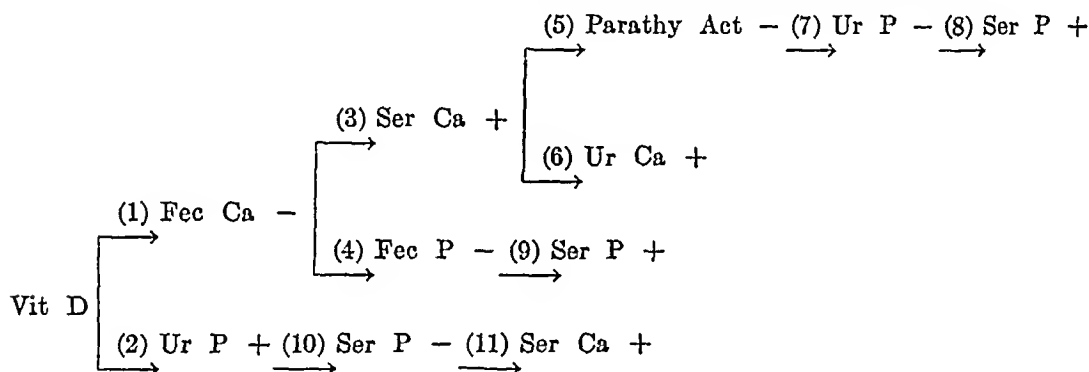 (5) Parathy Act − (7) Ur P − (8) Ser P +
(3) Ser Ca +
(6) Ur Ca +
(1) Fec Ca −
(4) Fec P − (9) Ser P +
Vit D
(2) Ur P + (10) Ser P − (11) Ser Ca +